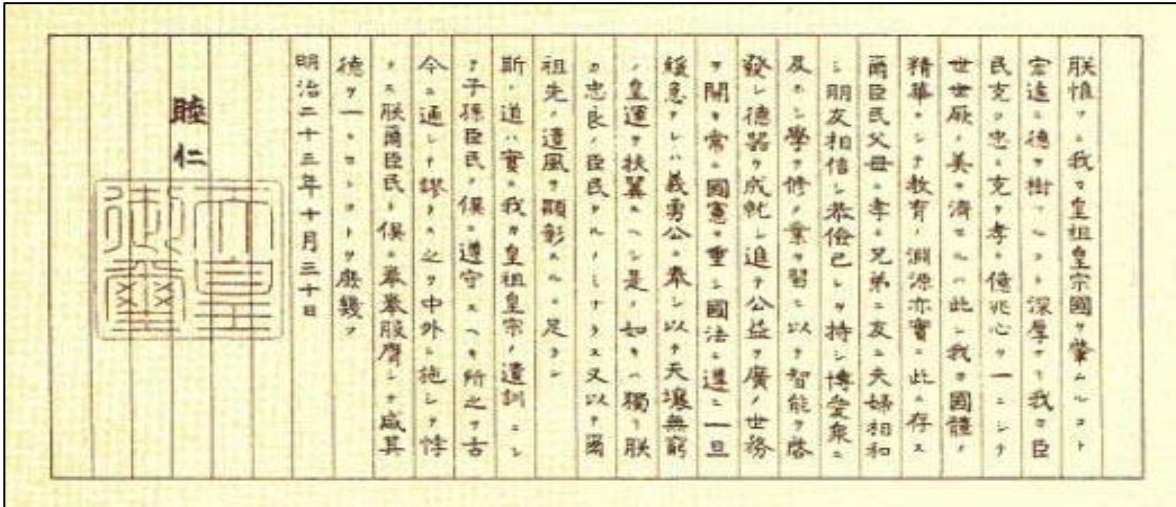 朕惟フニ我カ皇祖皇宗國ヲ肇ムルコト
宏遠ニ德ヲ樹ツルコト深厚ナリ我カ臣
民克ク忠ニ克ク孝ニ億兆心ヲ一ニシテ
世世厥ノ美ヲ濟セルハ此レ我カ國體ノ
精華ニシテ教育ノ淵源亦實ニ此ニ存ス
爾臣民父母ニ孝ニ兄弟ニ友ニ夫婦相和
シ朋友相信シ恭儉己レヲ持シ博愛衆ニ
及ホシ學ヲ修メ業ヲ習ヒ以テ智能ヲ啓
發シ德器ヲ成就シ進テ公益ヲ廣メ世務
ヲ開キ常ニ國憲ヲ重シ國法ニ遵ヒ一旦
緩急アレハ義勇公ニ奉シ以テ天壤無窮
ノ皇運ヲ扶翼スヘシ是ノ如キハ獨リ朕
カ忠良ノ臣民タルノミナラス又以テ爾
祖先ノ遺風ヲ顯彰スルニ足ラン
斯ノ道ハ實ニ我カ皇祖皇宗ノ遺訓ニシ
テ子孫臣民ノ俱ニ遵守スヘキ所之ヲ古
今ニ通シテ謬ラス之ヲ中外ニ施シテ悖
ラス朕爾臣民ト俱ニ拳拳服膺シテ咸其
德ヲ一ニセンコトヲ庶幾フ
明治二十三年十月三十日
睦仁
天皇
御璽